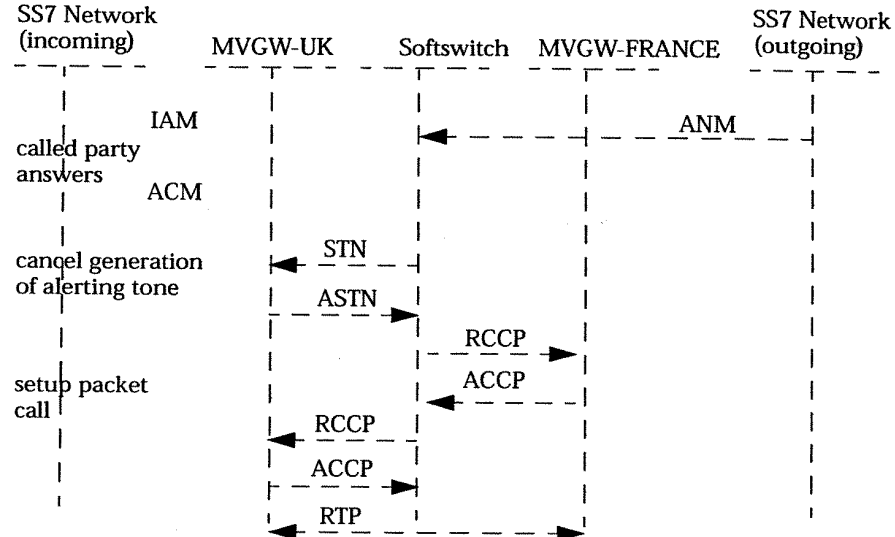 SS7 Network
(incoming)
MVGW-UK
Softswitch
MVGW-FRANCE
SS7 Network
(outgoing)
IAM
ANM
called party
answers
ACM
STN
cancel generation
of alerting tone
ASTN
RCCP
ACCP
setup packet
call
RCCP
ACCP
RTP